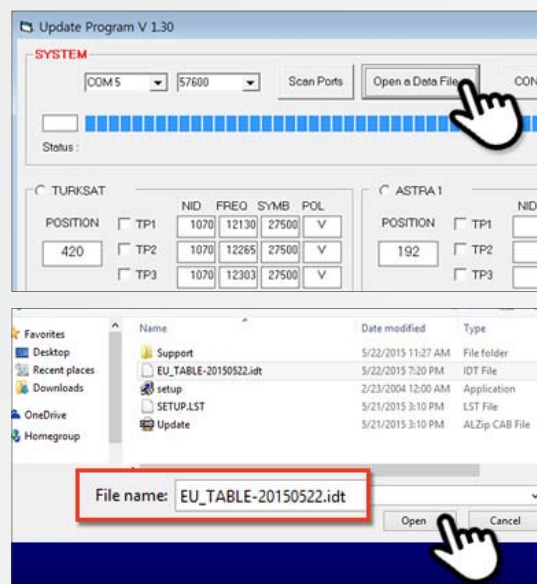 Update Program V 1.30
SYSTEM
COM5 57600 Scan Ports Open a Data File CON
Status :
TURKSAT ASTRA1
NID FREQ SYMB POL NID
POSITION TP1 1070 12130 27500 V POSITION TP1
420 TP2 1070 12265 27500 V 192 TP2
TP3 1070 12303 27500 V TP3
Favorites Name Date modified Type
Desktop Support 5/22/2015 11:27 AM File folder
Recent places EU_TABLE-20150522.idt 5/22/2015 7:20 PM IDT File
Downloads setup 2/23/2004 12:00 AM Application
SETUP.LST 5/21/2015 3:10 PM LST File
OneDrive Update 5/21/2015 3:10 PM ALZip CAB File
Homegroup
File name: EU_TABLE-20150522.idt
Open Cancel